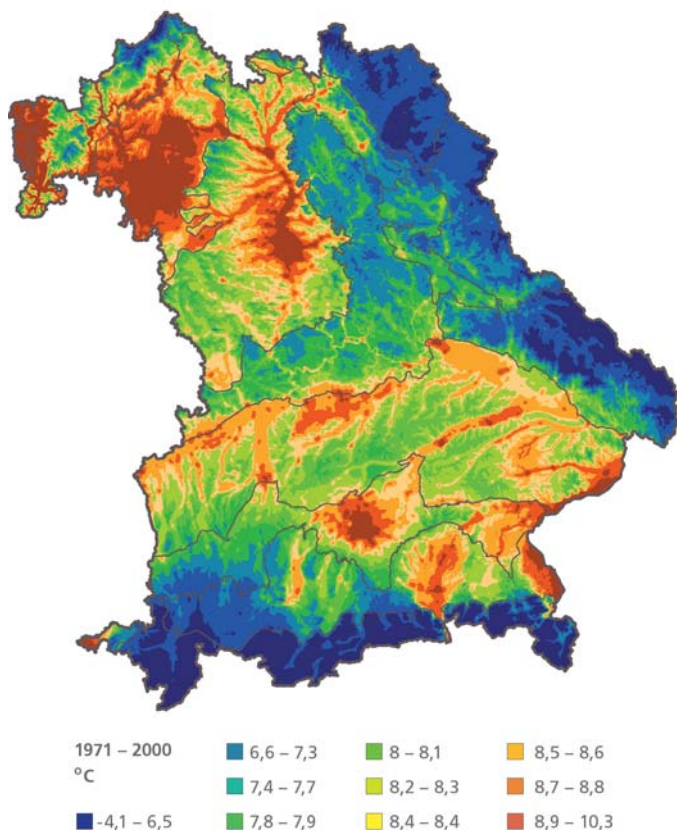 1971 – 2000
°C
-4,1 – 6,5
6,6 – 7,3
7,4 – 7,7
7,8 – 7,9
8 – 8,1
8,2 – 8,3
8,4 – 8,4
8,5 – 8,6
8,7 – 8,8
8,9 – 10,3